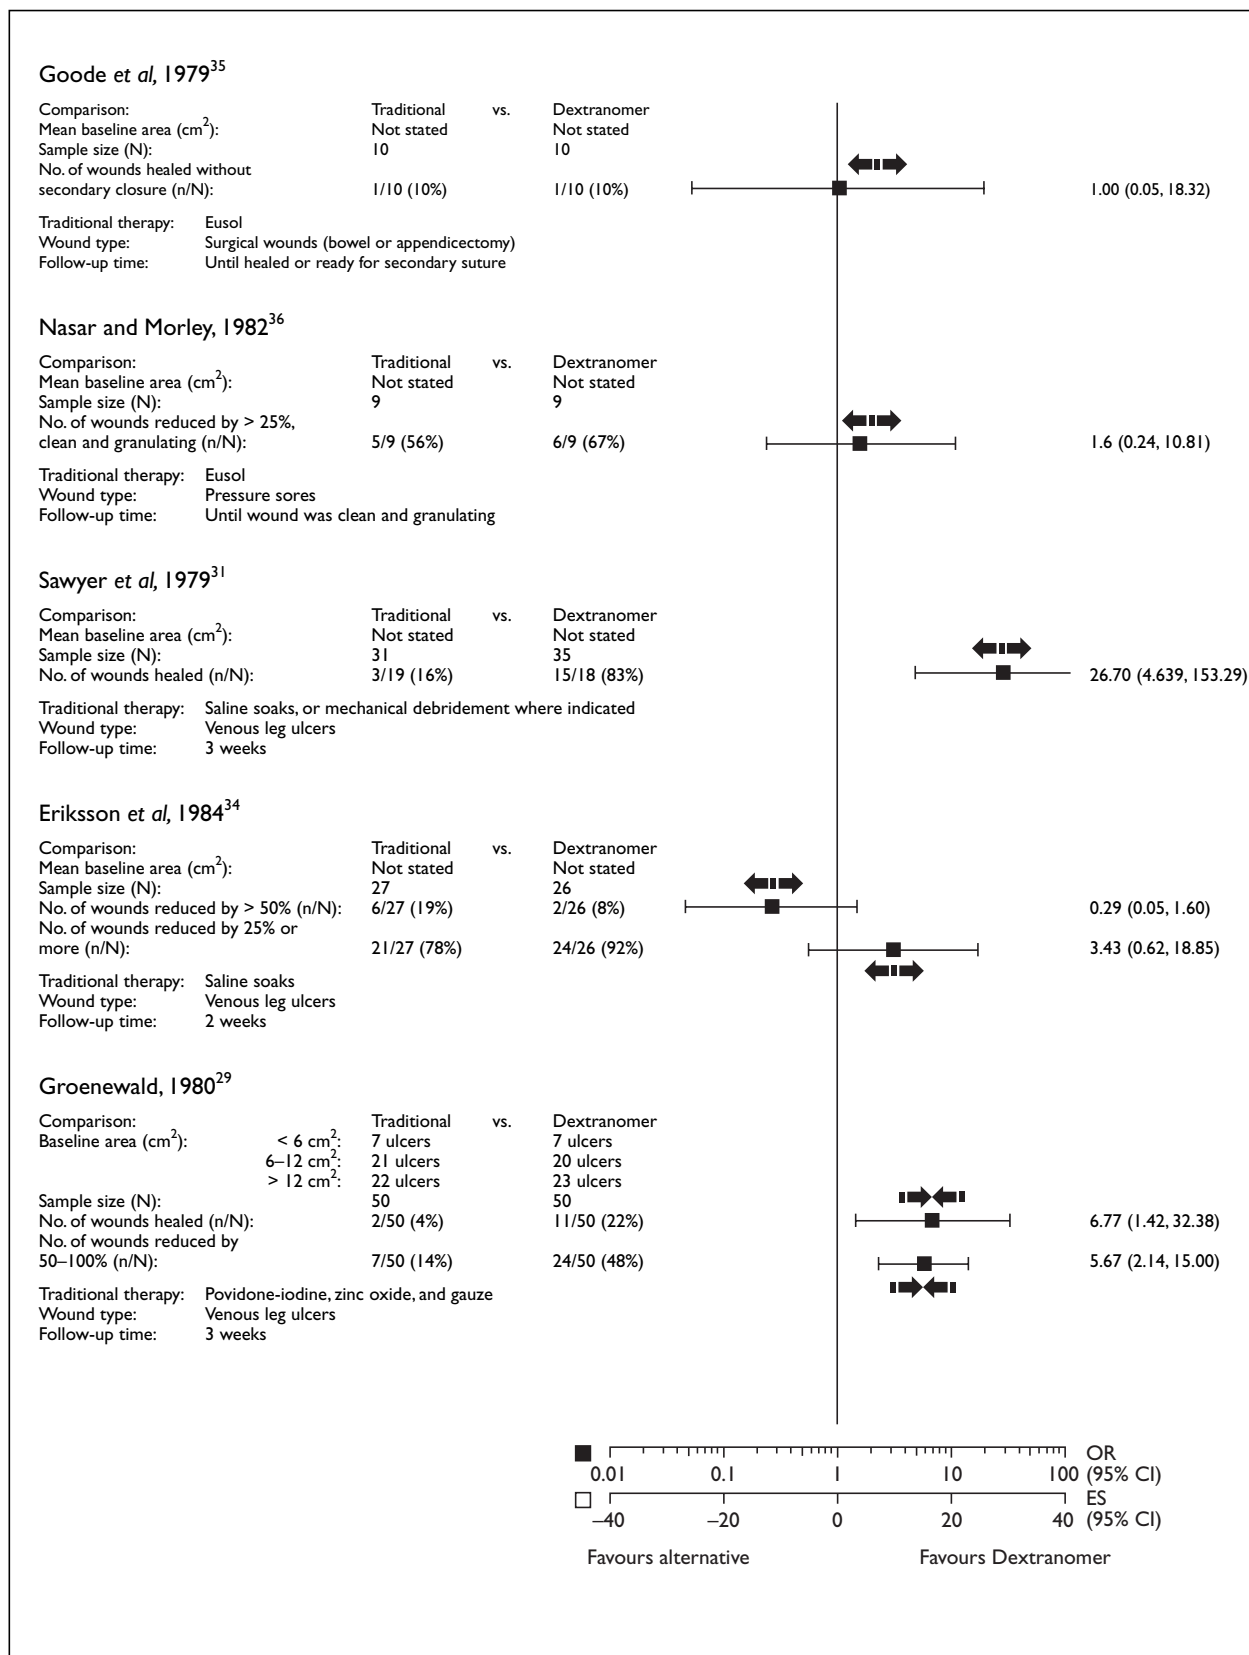 Goode et al, 1979³⁵
Comparison: Traditional vs. Dextranomer
Mean baseline area (cm²): Not stated Not stated
Sample size (N): 10 10
No. of wounds healed without
secondary closure (n/N): 1/10 (10%) 1/10 (10%) 1.00 (0.05, 18.32)
Traditional therapy: Eusol
Wound type: Surgical wounds (bowel or appendicectomy)
Follow-up time: Until healed or ready for secondary suture
Nasar and Morley, 1982³⁶
Comparison: Traditional vs. Dextranomer
Mean baseline area (cm²): Not stated Not stated
Sample size (N): 9 9
No. of wounds reduced by > 25%,
clean and granulating (n/N): 5/9 (56%) 6/9 (67%) 1.6 (0.24, 10.81)
Traditional therapy: Eusol
Wound type: Pressure sores
Follow-up time: Until wound was clean and granulating
Sawyer et al, 1979³¹
Comparison: Traditional vs. Dextranomer
Mean baseline area (cm²): Not stated Not stated
Sample size (N): 31 35
No. of wounds healed (n/N): 3/19 (16%) 15/18 (83%) 26.70 (4.639, 153.29)
Traditional therapy: Saline soaks, or mechanical debridement where indicated
Wound type: Venous leg ulcers
Follow-up time: 3 weeks
Eriksson et al, 1984³⁴
Comparison: Traditional vs. Dextranomer
Mean baseline area (cm²): Not stated Not stated
Sample size (N): 27 26
No. of wounds reduced by > 50% (n/N): 6/27 (19%) 2/26 (8%) 0.29 (0.05, 1.60)
No. of wounds reduced by 25% or
more (n/N): 21/27 (78%) 24/26 (92%) 3.43 (0.62, 18.85)
Traditional therapy: Saline soaks
Wound type: Venous leg ulcers
Follow-up time: 2 weeks
Groenewald, 1980²⁹
Comparison: Traditional vs. Dextranomer
Baseline area (cm²): < 6 cm²: 7 ulcers 7 ulcers
6–12 cm²: 21 ulcers 20 ulcers
> 12 cm²: 22 ulcers 23 ulcers
Sample size (N): 50 50
No. of wounds healed (n/N): 2/50 (4%) 11/50 (22%) 6.77 (1.42, 32.38)
No. of wounds reduced by
50–100% (n/N): 7/50 (14%) 24/50 (48%) 5.67 (2.14, 15.00)
Traditional therapy: Povidone-iodine, zinc oxide, and gauze
Wound type: Venous leg ulcers
Follow-up time: 3 weeks
OR
0.01 0.1 1 10 100 (95% CI)
ES
–40 –20 0 20 40 (95% CI)
Favours alternative Favours Dextranomer